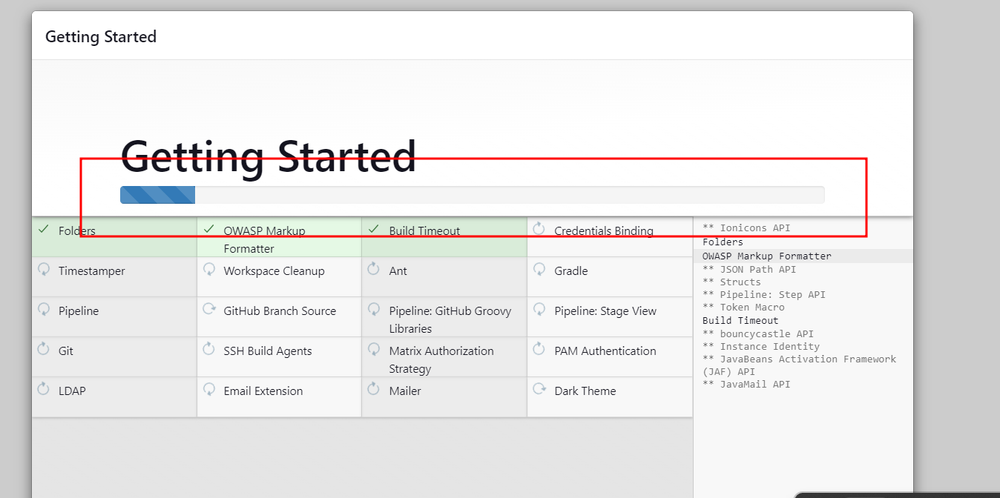 Getting Started
Getting Started
Folders
OWASP Markup
Formatter
Build Timeout
Credentials Binding
Timestamper
Workspace Cleanup
Ant
Gradle
Pipeline
GitHub Branch Source
Pipeline: GitHub Groovy
Libraries
Pipeline: Stage View
Git
SSH Build Agents
Matrix Authorization
Strategy
PAM Authentication
LDAP
Email Extension
Mailer
Dark Theme
** Ionicons API
Folders
OWASP Markup Formatter
** JSON Path API
** Structs
** Pipeline: Step API
** Token Macro
Build Timeout
** bouncycastle API
** Instance Identity
** JavaBeans Activation Framework
(JAF) API
** JavaMail API